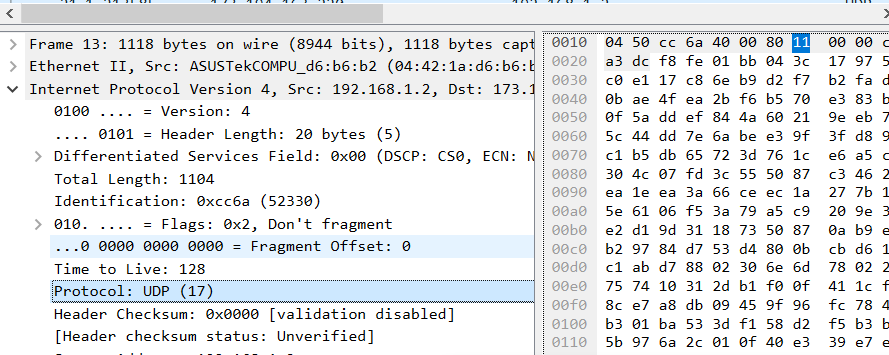 Frame 13: 1118 bytes on wire (8944 bits), 1118 bytes capt
Ethernet II, Src: ASUSTekCOMPU_d6:b6:b2 (04:42:1a:d6:b6:b
Internet Protocol Version 4, Src: 192.168.1.2, Dst: 173.1
0100 .... = Version: 4
.... 0101 = Header Length: 20 bytes (5)
Differentiated Services Field: 0x00 (DSCP: CS0, ECN: N
Total Length: 1104
Identification: 0xcc6a (52330)
010. .... = Flags: 0x2, Don't fragment
...0 0000 0000 0000 = Fragment Offset: 0
Time to Live: 128
Protocol: UDP (17)
Header Checksum: 0x0000 [validation disabled]
[Header checksum status: Unverified]
0010 04 50 cc 6a 40 00 80 11 00 00 c
0020 a3 dc f8 fe 01 bb 04 3c 17 97 5
0030 c0 e1 17 c8 6e b9 d2 f7 b2 fa d
0040 0b ae 4f ea 2b f6 b5 70 e3 83 b
0050 0f 5a dd ef 84 4a 60 21 9e eb 7
0060 5c 44 dd 7e 6a be e3 9f 3f d8 9
0070 c1 b5 db 65 72 3d 76 1c e6 a5 c
0080 30 4c 07 fd 3c 55 50 87 c3 46 2
0090 ea 1e ea 3a 66 ce ec 1a 27 7b 1
00a0 5e 61 06 f5 3a 79 a5 c9 20 9e 3
00b0 e2 d1 9d 31 18 73 50 87 0a b9 e
00c0 b2 97 84 d7 53 d4 80 0b cb d6 1
00d0 c1 ab d7 88 02 30 6e 6d 78 02 2
00e0 75 74 10 31 2d b1 f0 0f 41 1c f
00f0 8c e7 a8 db 09 45 9f 96 fc 78 4
0100 b3 01 ba 53 3d f1 58 d2 f5 b3 b
0110 5b 97 6a 2c 01 0f 40 e3 39 e7 e